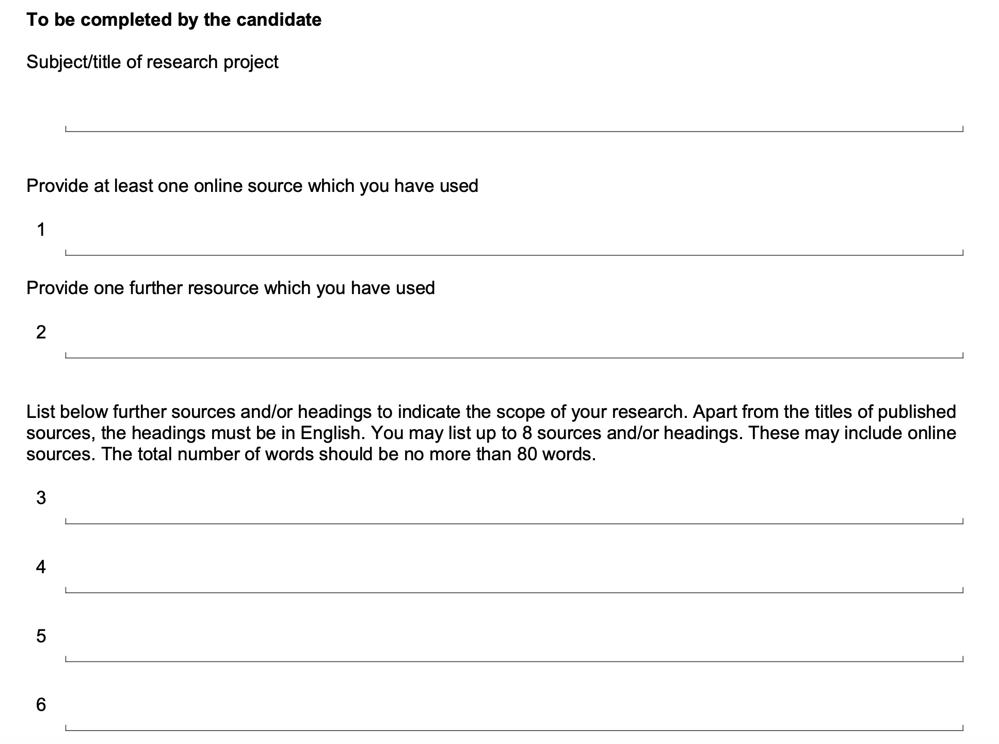 To be completed by the candidate
Subject/title of research project
Provide at least one online source which you have used
1
Provide one further resource which you have used
2
List below further sources and/or headings to indicate the scope of your research. Apart from the titles of published
sources, the headings must be in English. You may list up to 8 sources and/or headings. These may include online
sources. The total number of words should be no more than 80 words.
3
4
5
6